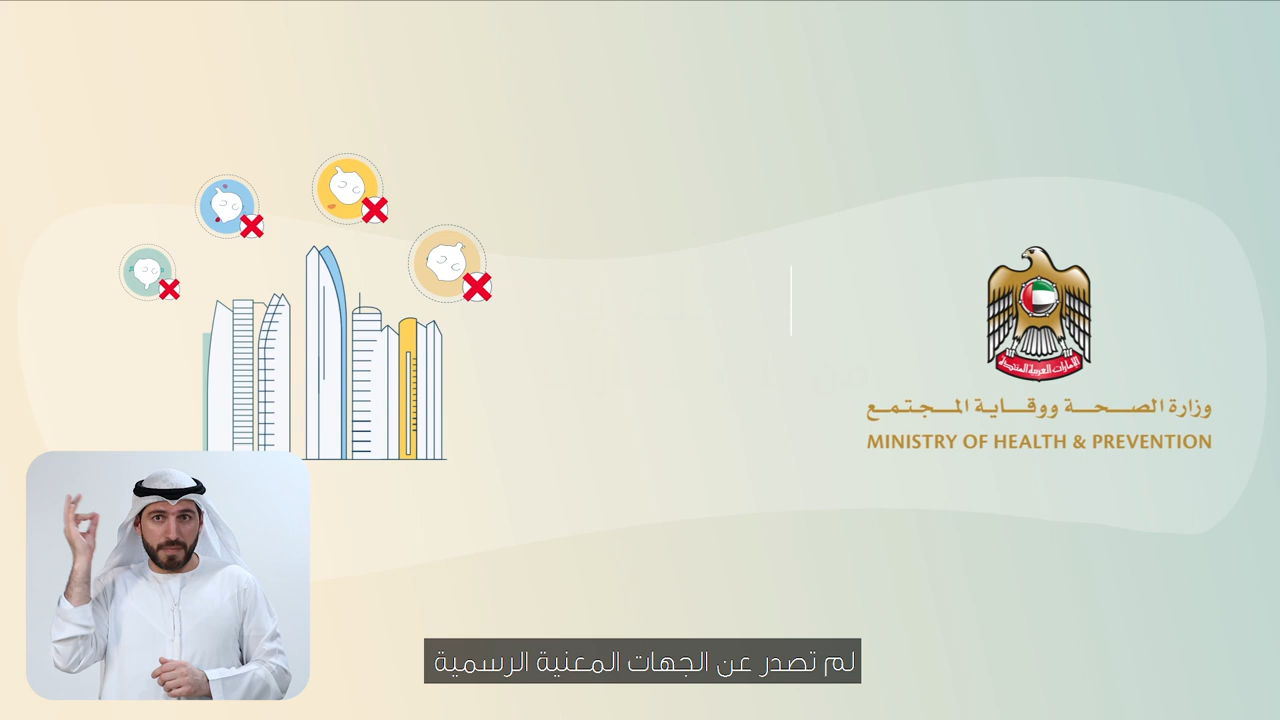 الإمارات العربية المتحدة
وزارة الصحة ووقاية المجتمع
MINISTRY OF HEALTH & PREVENTION
لم تصدر عن الجهات المعنية الرسمية